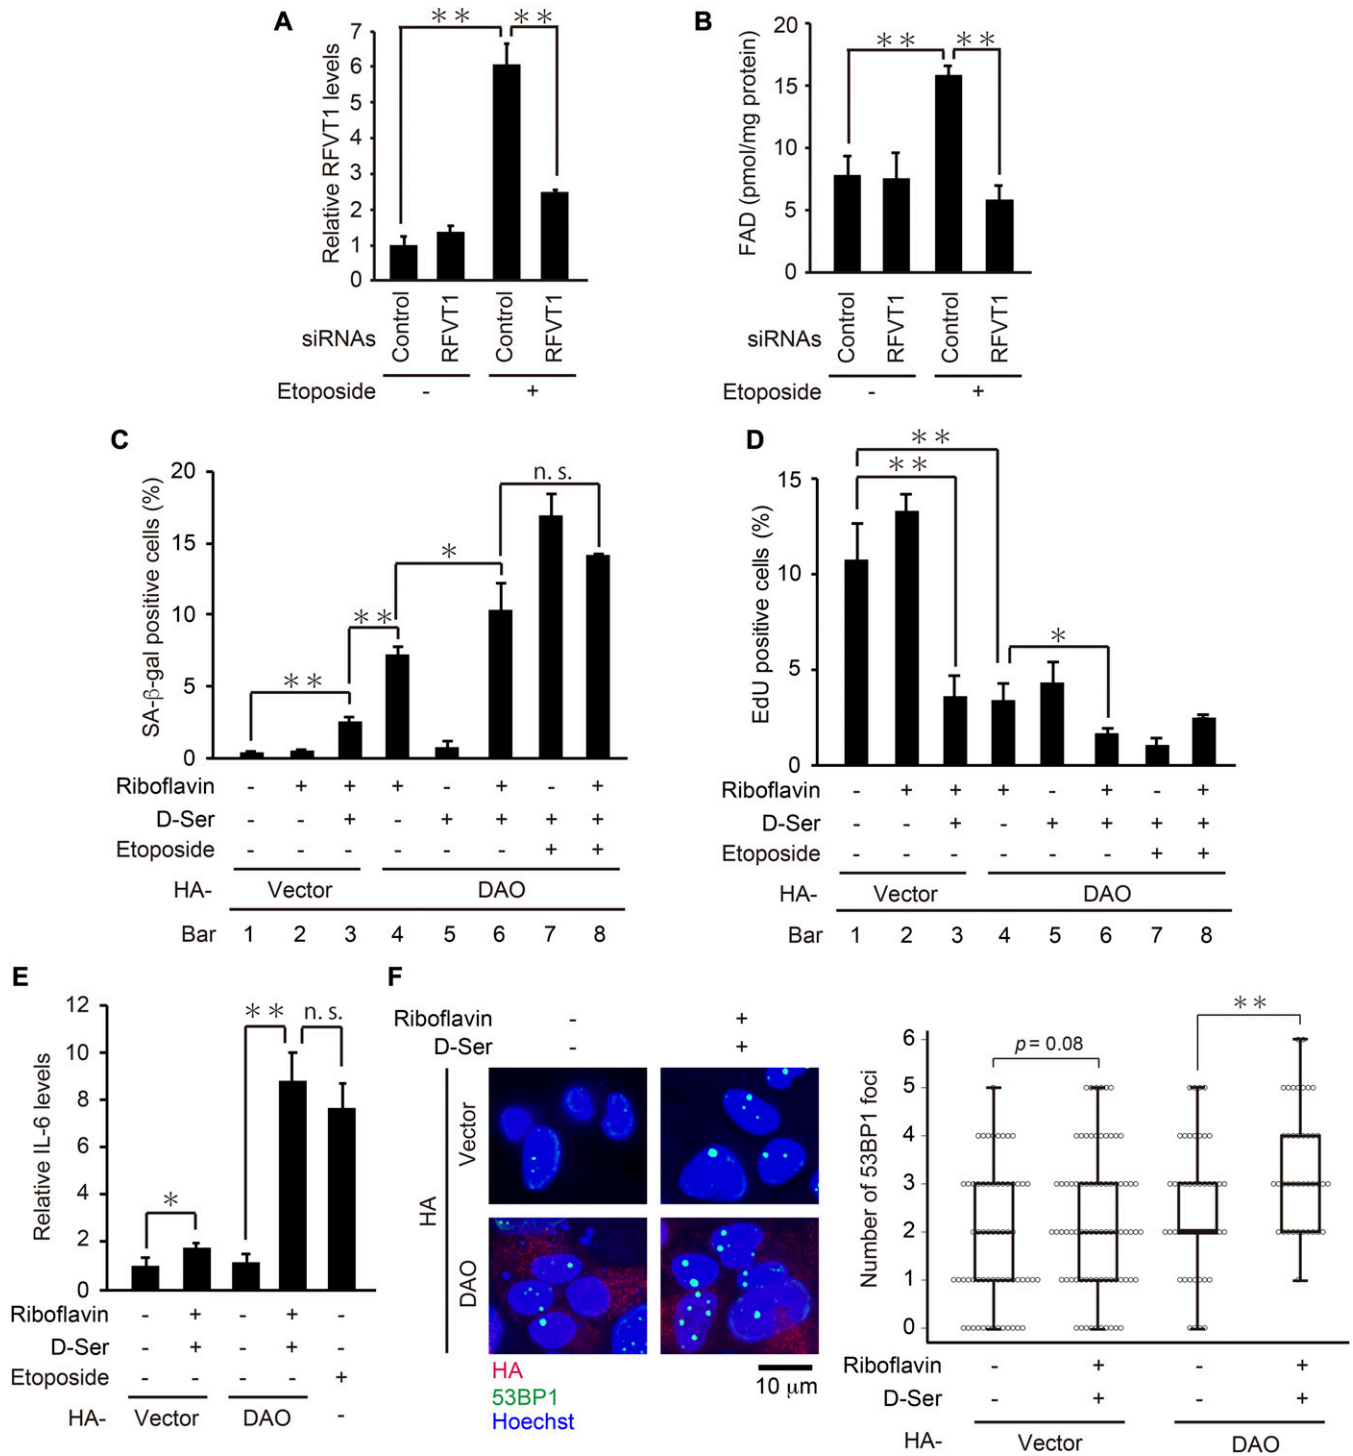 A
Relative RFVT1 levels
7
6
5
4
3
2
1
0
** **
siRNAs Control RFVT1 Control RFVT1
Etoposide - +
B
FAD (pmol/mg protein)
20
15
10
5
0
** **
siRNAs Control RFVT1 Control RFVT1
Etoposide - +
C
SA-β-gal positive cells (%)
20
15
10
5
0
** ** * n. s.
Riboflavin - + + + - + - +
D-Ser - - + - + + + +
Etoposide - - - - - - + +
HA- Vector DAO
Bar 1 2 3 4 5 6 7 8
D
EdU positive cells (%)
15
10
5
0
**
**
*
Riboflavin - + + + - + - +
D-Ser - - + - + + + +
Etoposide - - - - - - + +
HA- Vector DAO
Bar 1 2 3 4 5 6 7 8
E
Relative IL-6 levels
12
10
8
6
4
2
0
* ** n. s.
Riboflavin - + - + -
D-Ser - + - + -
Etoposide - - - - +
HA- Vector DAO -
F
Riboflavin - +
D-Ser - +
HA
Vector
DAO
HA
53BP1
Hoechst
10 μm
Number of 53BP1 foci
6
5
4
3
2
1
0
p = 0.08 **
Riboflavin - + - +
D-Ser - + - +
HA- Vector DAO